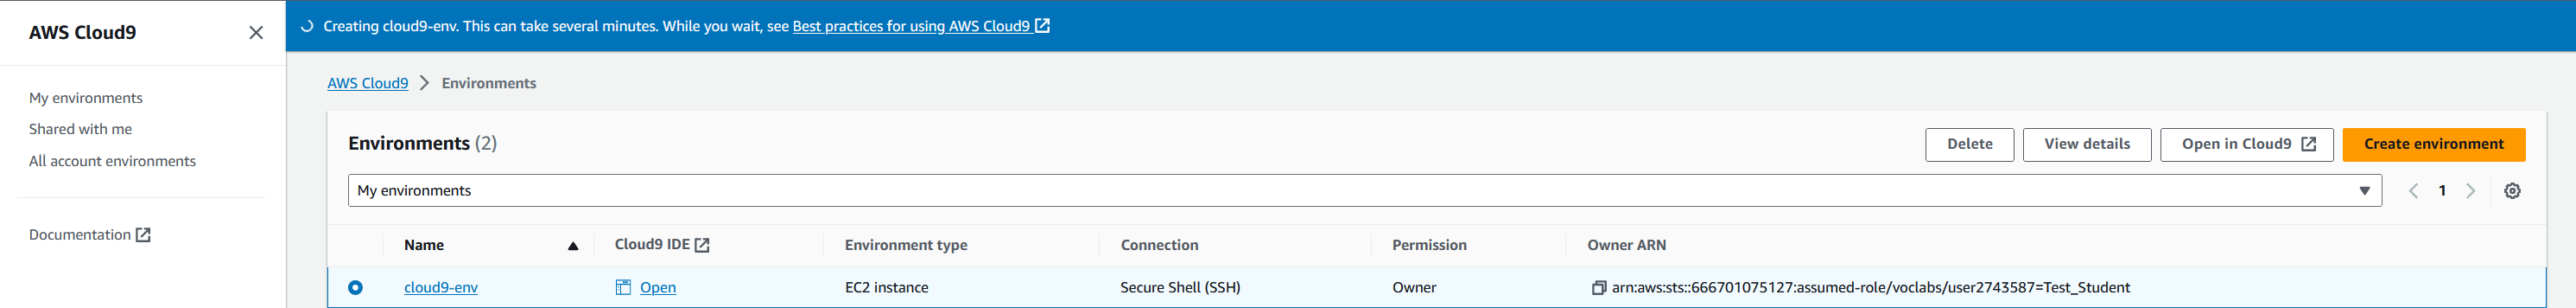 AWS Cloud9
Creating cloud9-env. This can take several minutes. While you wait, see Best practices for using AWS Cloud9
My environments
Shared with me
All account environments
Documentation
AWS Cloud9 > Environments
Environments (2)
Delete
View details
Open in Cloud9
Create environment
My environments
1
Name Cloud9 IDE Environment type Connection Permission Owner ARN
cloud9-env Open EC2 instance Secure Shell (SSH) Owner arn:aws:sts::666701075127:assumed-role/voclabs/user2743587=Test_Student